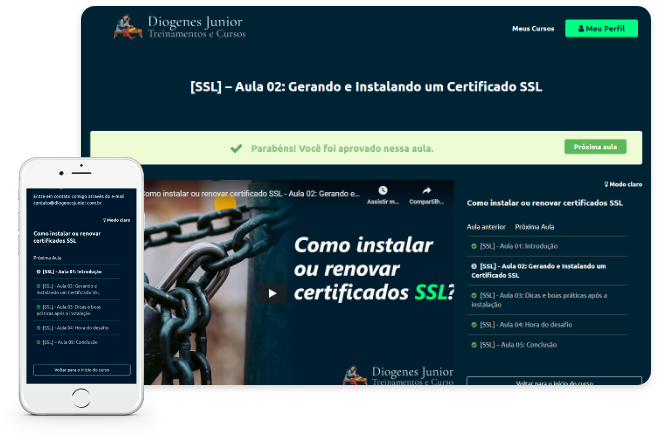 Diogenes Junior
Treinamentos e Cursos
Meus Cursos
Meu Perfil
[SSL] – Aula 02: Gerando e Instalando um Certificado SSL
Parabéns! Você foi aprovado nessa aula.
Próxima aula
Modo claro
Como instalar ou renovar certificado SSL - Aula 02: Gerando e...
Assistir m...
Compartilh...
Como instalar
ou renovar
certificados SSL?
Diogenes Junior
Treinamentos e Curso
Como instalar ou renovar certificados SSL
Aula anterior
Próxima Aula
[SSL] - Aula 01: Introdução
[SSL] - Aula 02: Gerando e Instalando um
Certificado SSL
[SSL] - Aula 03: Dicas e boas práticas após a
instalação
[SSL] - Aula 04: Hora do desafio
[SSL] – Aula 05: Conclusão
Voltar para o início do curso
Entre em contato comigo através do e-mail
contato@diogenesjunior.com.br
Modo claro
Como instalar ou renovar
certificados SSL
Próxima Aula
[SSL] - Aula 01: Introdução
[SSL] - Aula 02: Gerando e
Instalando um Certificado SSL
[SSL] - Aula 03: Dicas e boas
práticas após a instalação
[SSL] - Aula 04: Hora do desafio
[SSL] – Aula 05: Conclusão
Voltar para o início do curso